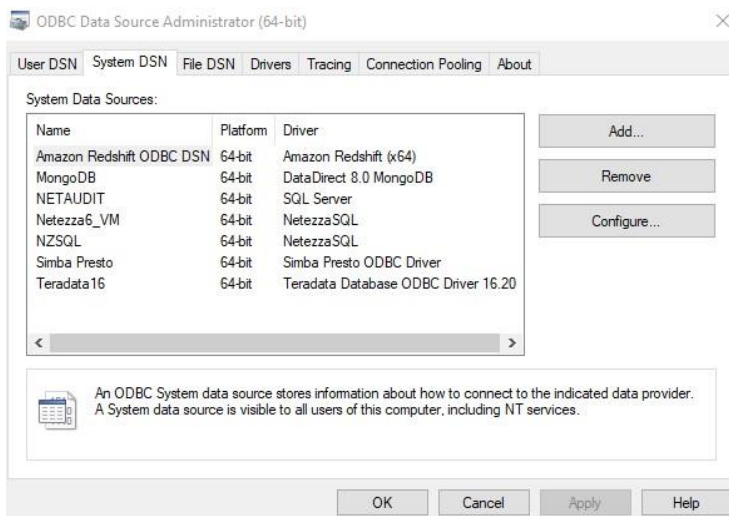 ODBC Data Source Administrator (64-bit)
User DSN System DSN File DSN Drivers Tracing Connection Pooling About
System Data Sources:
Name Platform Driver
Amazon Redshift ODBC DSN 64-bit Amazon Redshift (x64)
MongoDB 64-bit DataDirect 8.0 MongoDB
NETAUDIT 64-bit SQL Server
Netezza6_VM 64-bit NetezzaSQL
NZSQL 64-bit NetezzaSQL
Simba Presto 64-bit Simba Presto ODBC Driver
Teradata16 64-bit Teradata Database ODBC Driver 16.20
Add...
Remove
Configure...
An ODBC System data source stores information about how to connect to the indicated data provider.
A System data source is visible to all users of this computer, including NT services.
OK Cancel Apply Help